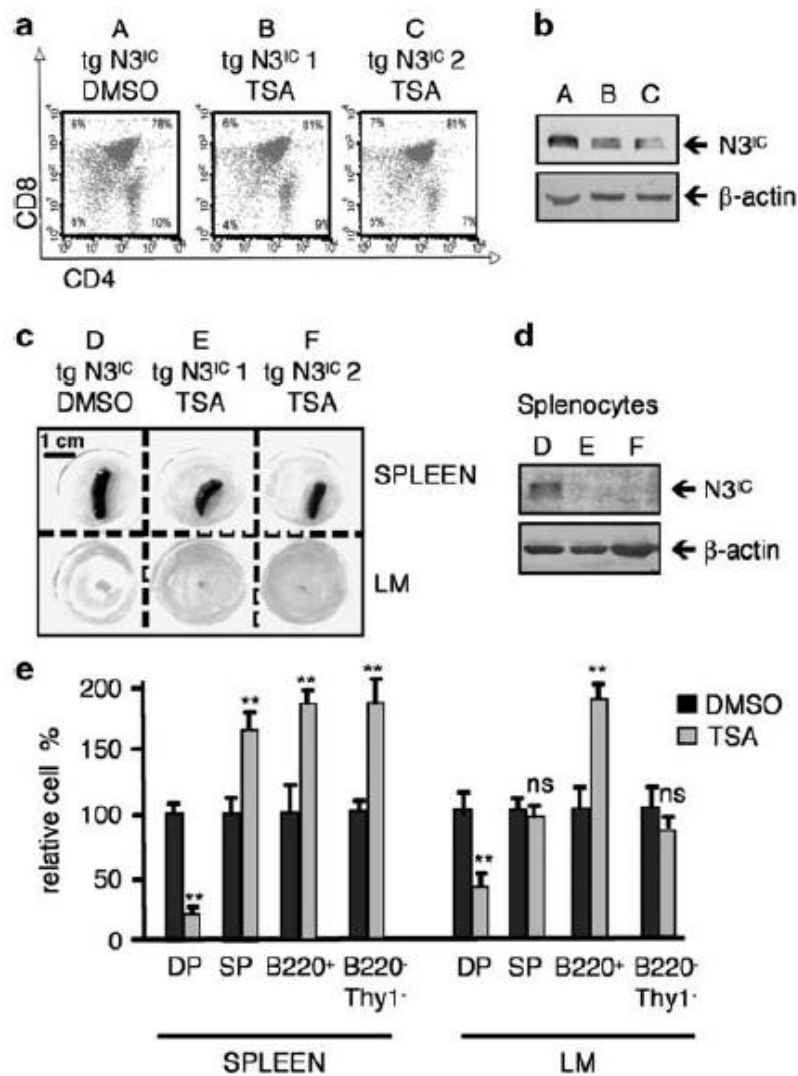 a
A B C
tg N3IC tg N3IC 1 tg N3IC 2
DMSO TSA TSA
78% 6% 81% 7% 81%
5% 10% 4% 9% 5% 7%
CD8
CD4
b
A B C
N3IC
β-actin
c
D E F
tg N3IC tg N3IC 1 tg N3IC 2
DMSO TSA TSA
1 cm
SPLEEN
LM
d
Splenocytes
D E F
N3IC
β-actin
e
relative cell %
200
150
100
50
0
** ** ** ** ** ns ** ns
DMSO
TSA
DP SP B220+ B220- DP SP B220+ B220-
Thy1- Thy1-
SPLEEN LM